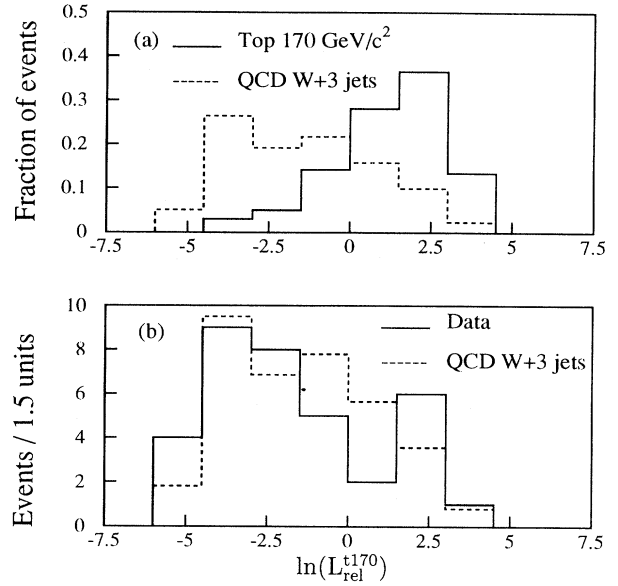 0.5
(a)
Top 170 GeV/c²
0.4
QCD W+3 jets
0.3
0.2
0.1
0
Fraction of events
-7.5 -5 -2.5 0 2.5 5 7.5
10
(b)
Data
8
QCD W+3 jets
6
4
2
0
Events / 1.5 units
-7.5 -5 -2.5 0 2.5 5 7.5
ln(L_rel^t170)